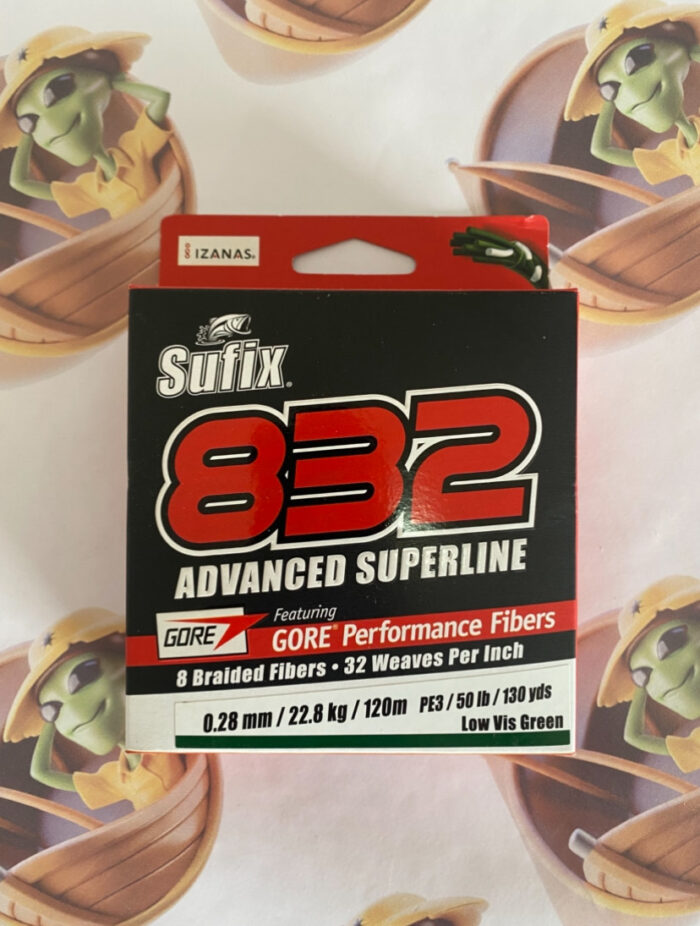 IZANAS®
Sufix®
832
ADVANCED SUPERLINE
GORE
Featuring
GORE® Performance Fibers
8 Braided Fibers • 32 Weaves Per Inch
0.28 mm / 22.8 kg / 120m PE3 / 50 lb / 130 yds
Low Vis Green